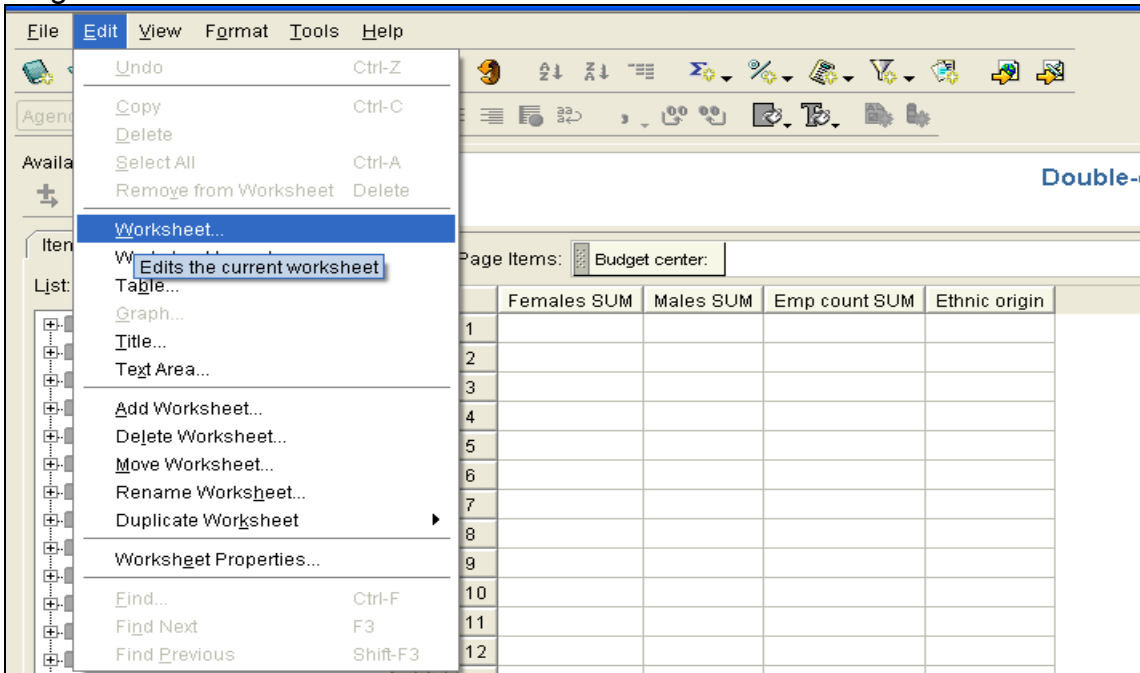 File Edit View Format Tools Help
Undo Ctrl-Z
Copy Ctrl-C
Delete
Select All Ctrl-A
Remove from Worksheet Delete
Worksheet...
Edits the current worksheet
Table...
Graph...
Title...
Text Area...
Add Worksheet...
Delete Worksheet...
Move Worksheet...
Rename Worksheet...
Duplicate Worksheet
Worksheet Properties...
Find... Ctrl-F
Find Next F3
Find Previous Shift-F3
Agen
Availa
Iten
List:
Double-
Page Items: Budget center:
Females SUM Males SUM Emp count SUM Ethnic origin
1
2
3
4
5
6
7
8
9
10
11
12